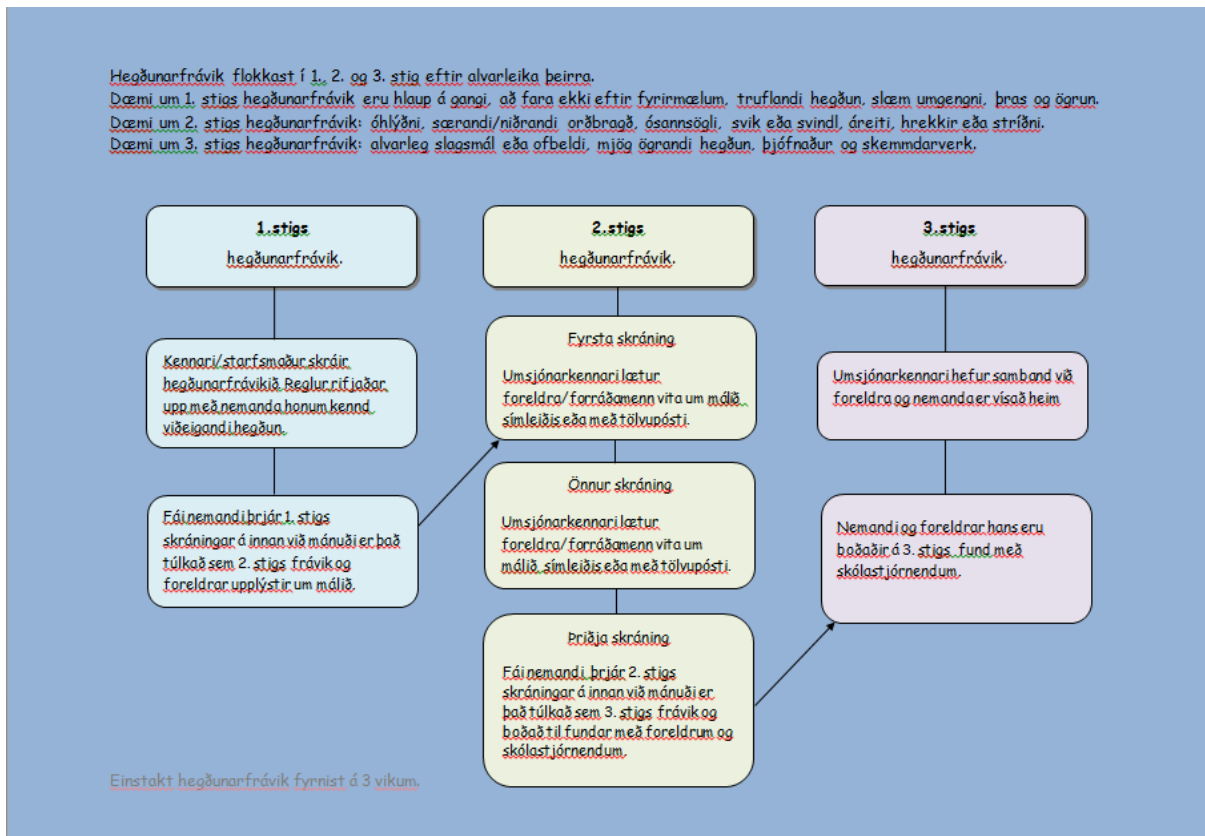 Hegðunarfrávik flokkast í 1., 2. og 3. stig eftir alvarleika þeirra.
Dæmi um 1. stigs hegðunarfrávik eru hlaup á gangi, að fara ekki eftir fyrirmælum, truflandi hegðun, slæm umgengni, þras og ögrun.
Dæmi um 2. stigs hegðunarfrávik: óhlýðni, særandi/niðrandi orðbragð, ósannsögli, svik eða svindl, áreiti, hrekkir eða stríðni.
Dæmi um 3. stigs hegðunarfrávik: alvarleg slagsmál eða ofbeldi, mjög ögrandi hegðun, þjófnaður og skemmdarverk.
1.stigs
hegðunarfrávik.
Kennari/starfsmaður skráir
hegðunarfrávikið. Reglur rifjaðar
upp með nemanda honum kennd
viðeigandi hegðun.
Fái nemandi þrjár 1. stigs
skráningar á innan við mánuði er það
túlkað sem 2. stigs frávik og
foreldrar upplýstir um málið.
2.stigs
hegðunarfrávik.
Fyrsta skráning
Umsjónarkennari lætur
foreldra/forráðamenn vita um málið,
símleiðis eða með tölvupósti.
Önnur skráning
Umsjónarkennari lætur
foreldra/forráðamenn vita um
málið, símleiðis eða með tölvupósti.
Þriðja skráning
Fái nemandi þrjár 2. stigs
skráningar á innan við mánuði er
það túlkað sem 3. stigs frávik og
boðað til fundar með foreldrum og
skólastjórnendum.
3.stigs
hegðunarfrávik.
Umsjónarkennari hefur samband við
foreldra og nemanda er vísað heim
Nemandi og foreldrar hans eru
boðaðir á 3. stigs fund með
skólastjórnendum.
Einstakt hegðunarfrávik fyrnist á 3 vikum.